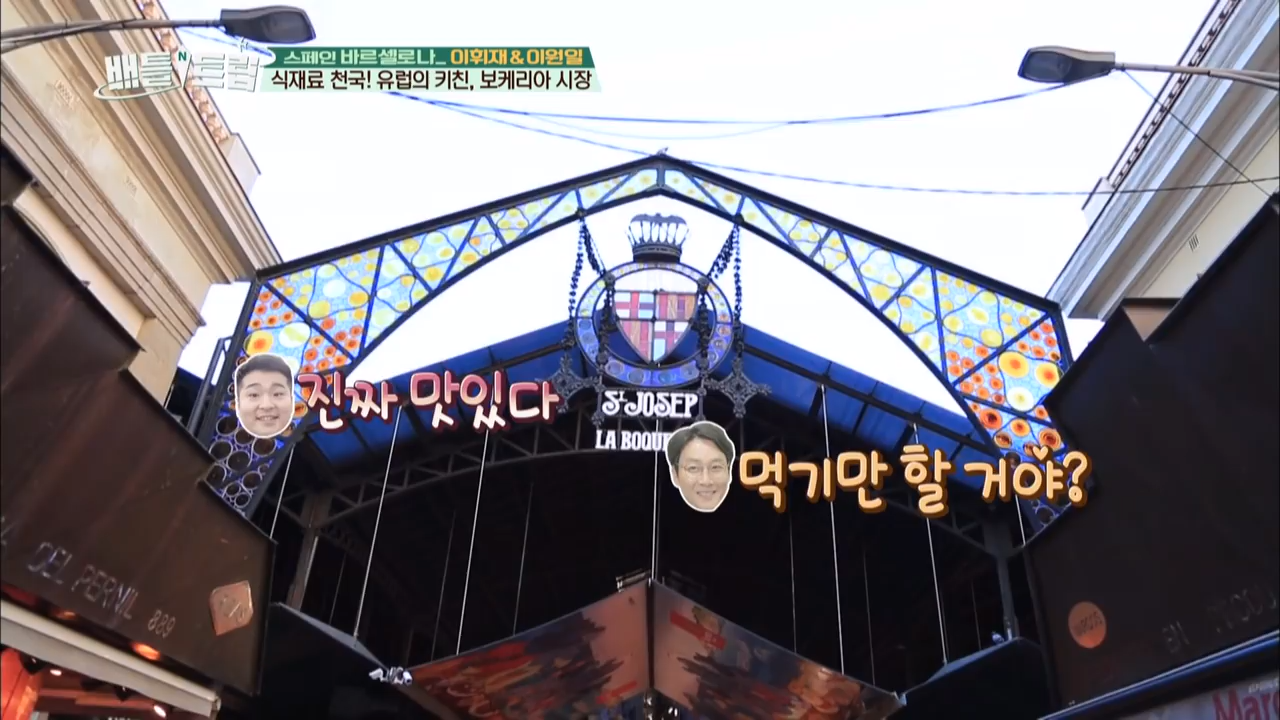 배틀트립
스페인 바르셀로나_ 이휘재 & 이원일
식재료 천국! 유럽의 키친, 보케리아 시장
진짜 맛있다
St JOSEP
LA BOQUE
먹기만 할 거야?
DEL PERNIL 889
EN
Mar